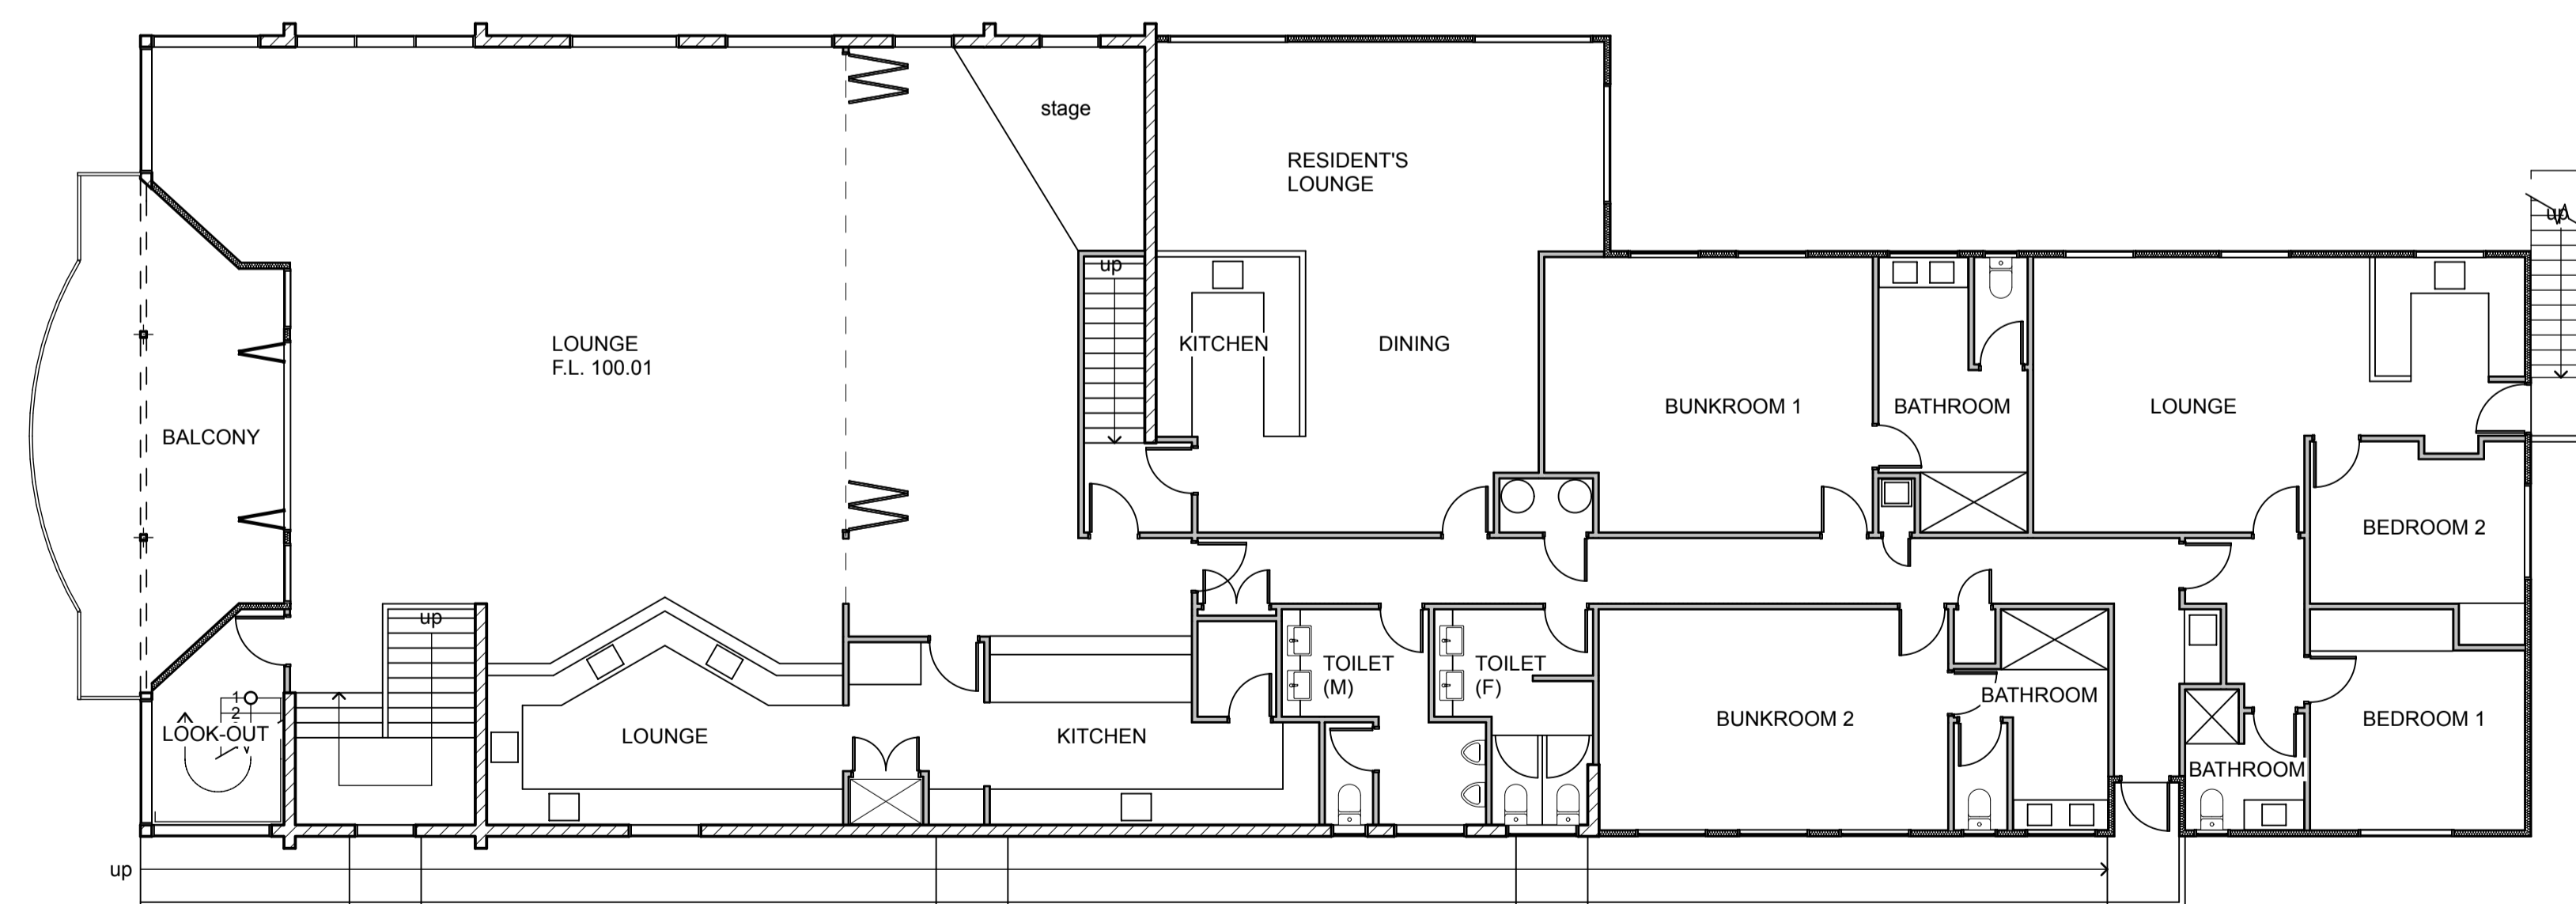 stage
RESIDENT'S
LOUNGE
up
up
LOUNGE
F.L. 100.01
KITCHEN
DINING
BUNKROOM 1
BATHROOM
LOUNGE
BALCONY
BEDROOM 2
up
TOILET
(M)
TOILET
(F)
BATHROOM
1
2
LOOK-OUT
LOUNGE
KITCHEN
BUNKROOM 2
BEDROOM 1
BATHROOM
up